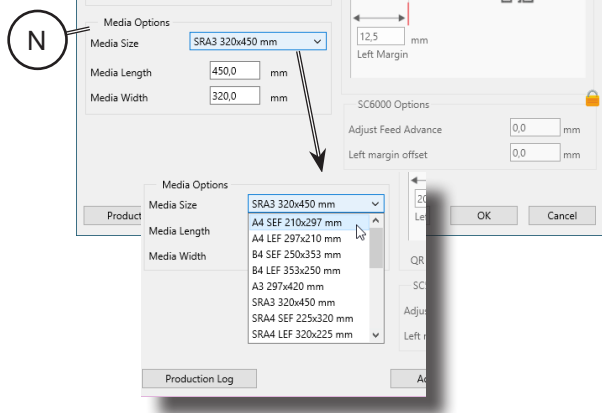 N
Media Options
Media Size SRA3 320x450 mm
Media Length 450,0 mm
Media Width 320,0 mm
12,5 mm
Left Margin
SC6000 Options
Adjust Feed Advance 0,0 mm
Left margin offset 0,0 mm
OK Cancel
Media Options
Media Size SRA3 320x450 mm
Media Length
Media Width
A4 SEF 210x297 mm
A4 LEF 297x210 mm
B4 SEF 250x353 mm
B4 LEF 353x250 mm
A3 297x420 mm
SRA3 320x450 mm
SRA4 SEF 225x320 mm
SRA4 LEF 320x225 mm
QR
Production Log